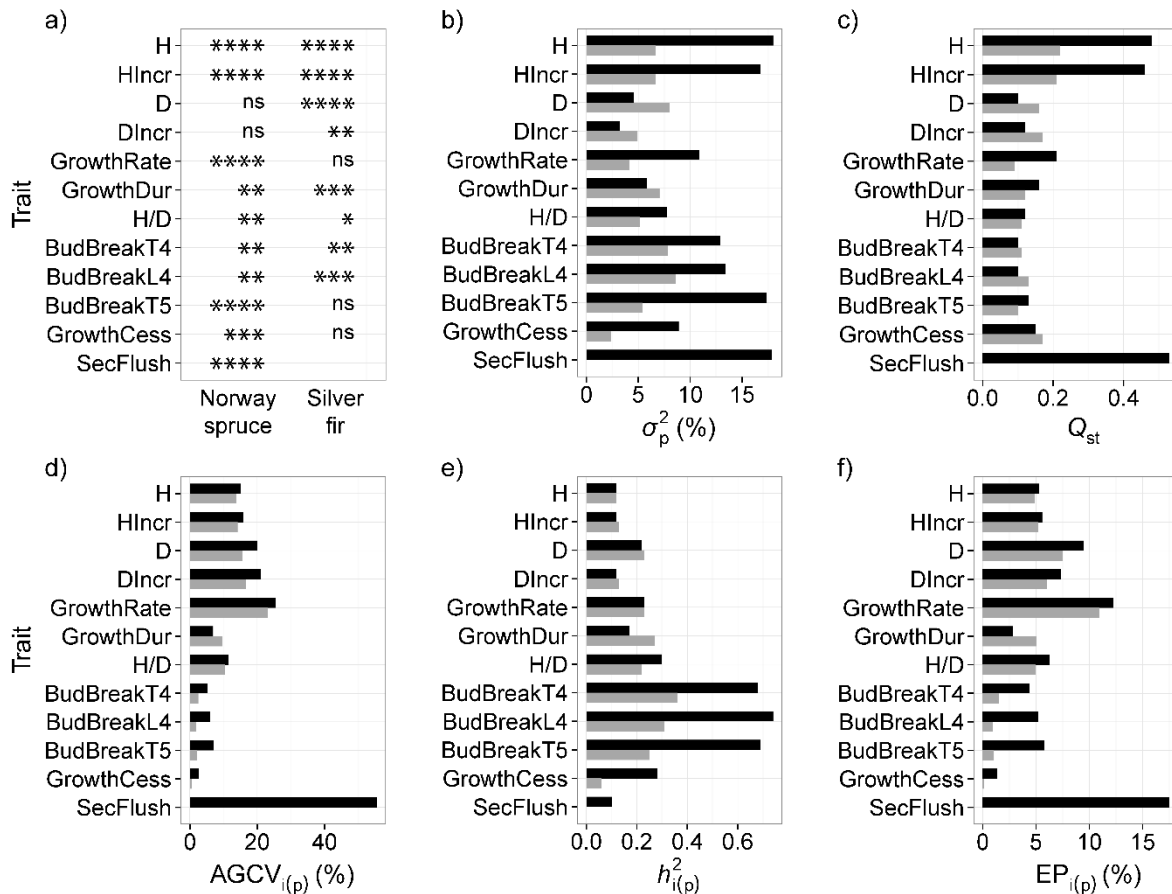 a)
Trait
H **** ****
HIncr **** ****
D ns ****
DIncr ns **
GrowthRate **** ns
GrowthDur ** ***
H/D ** *
BudBreakT4 ** **
BudBreakL4 ** ***
BudBreakT5 **** ns
GrowthCess *** ns
SecFlush ****
Norway spruce
Silver fir
b)
H
HIncr
D
DIncr
GrowthRate
GrowthDur
H/D
BudBreakT4
BudBreakL4
BudBreakT5
GrowthCess
SecFlush
0 5 10 15
σ²p (%)
c)
H
HIncr
D
DIncr
GrowthRate
GrowthDur
H/D
BudBreakT4
BudBreakL4
BudBreakT5
GrowthCess
SecFlush
0.0 0.2 0.4
Qst
d)
Trait
H
HIncr
D
DIncr
GrowthRate
GrowthDur
H/D
BudBreakT4
BudBreakL4
BudBreakT5
GrowthCess
SecFlush
0 20 40
AGCVi(p) (%)
e)
H
HIncr
D
DIncr
GrowthRate
GrowthDur
H/D
BudBreakT4
BudBreakL4
BudBreakT5
GrowthCess
SecFlush
0.0 0.2 0.4 0.6
h²i(p)
f)
H
HIncr
D
DIncr
GrowthRate
GrowthDur
H/D
BudBreakT4
BudBreakL4
BudBreakT5
GrowthCess
SecFlush
0 5 10 15
EPi(p) (%)